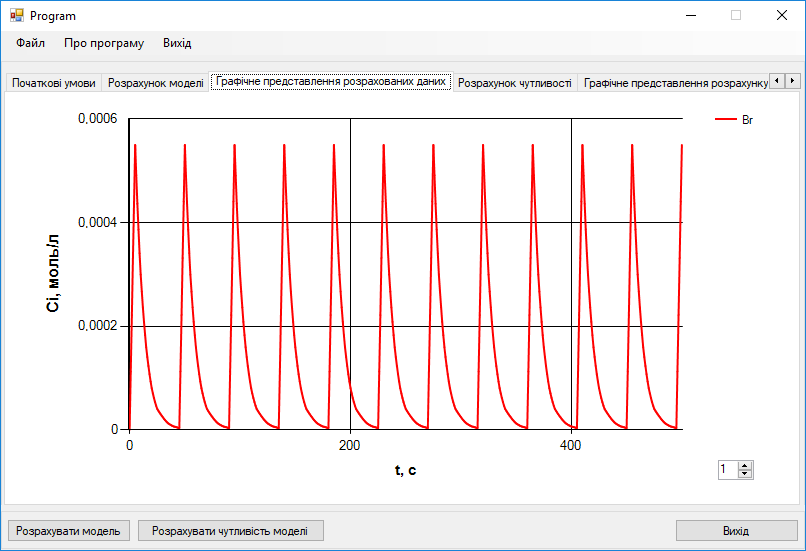 Program
Файл Про програму Вихід
Початкові умови Розрахунок моделі Графічне представлення розрахованих даних Розрахунок чутливості Графічне представлення розрахунку
0,0006
Br
0,0004
Ci, моль/л
0,0002
0
0 200 400
t, с
1
Розрахувати модель Розрахувати чутливість моделі Вихід